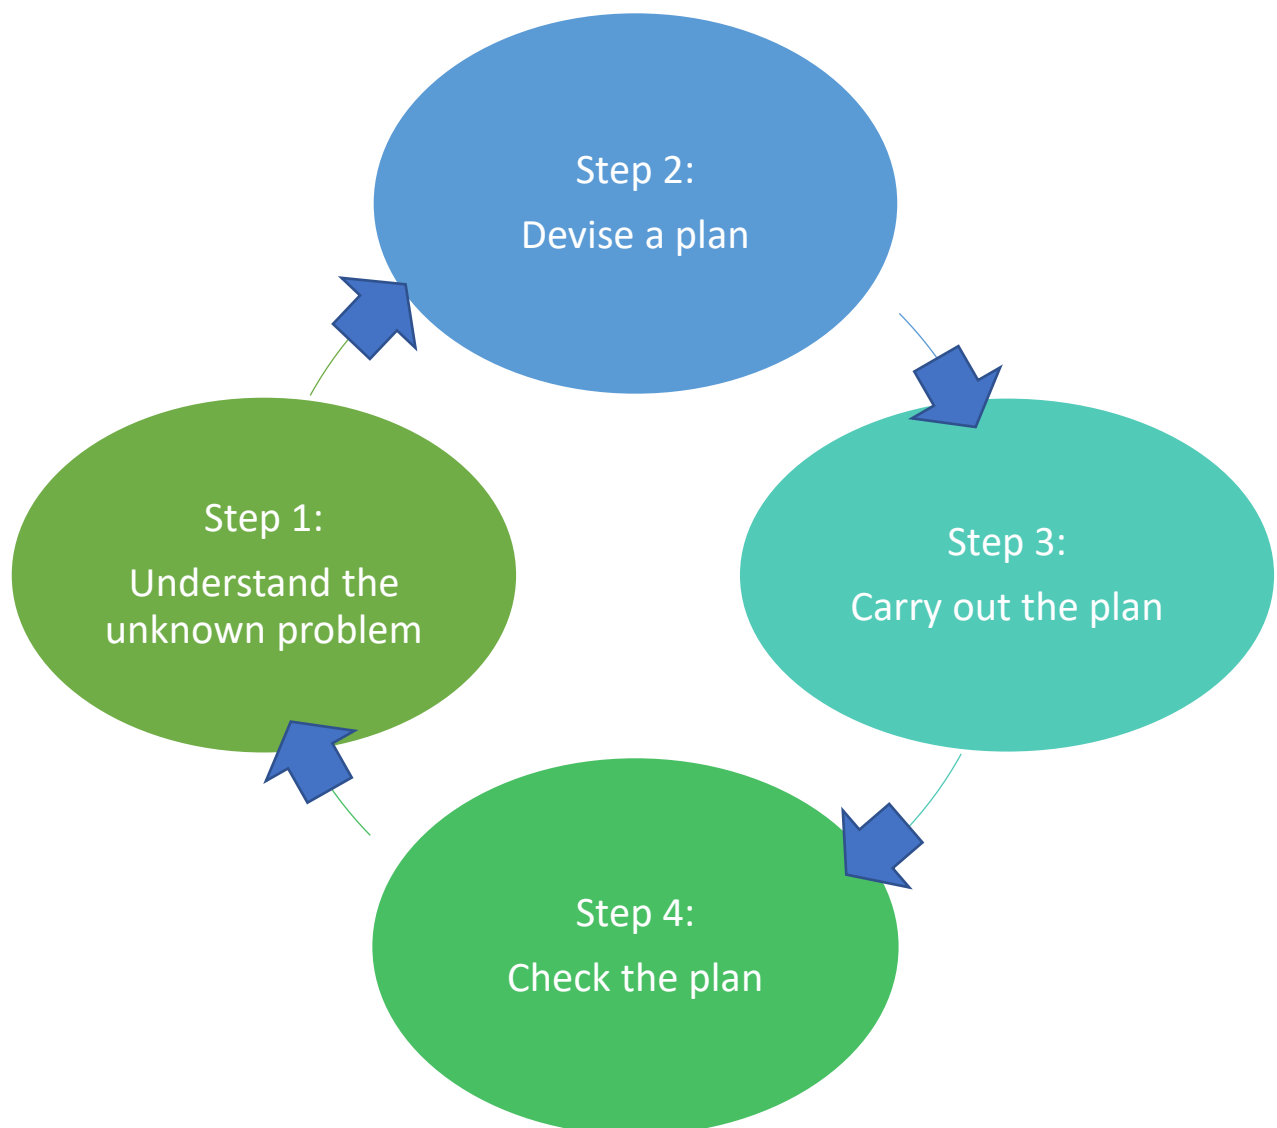 Step 2:
Devise a plan
Step 1:
Understand the
unknown problem
Step 3:
Carry out the plan
Step 4:
Check the plan